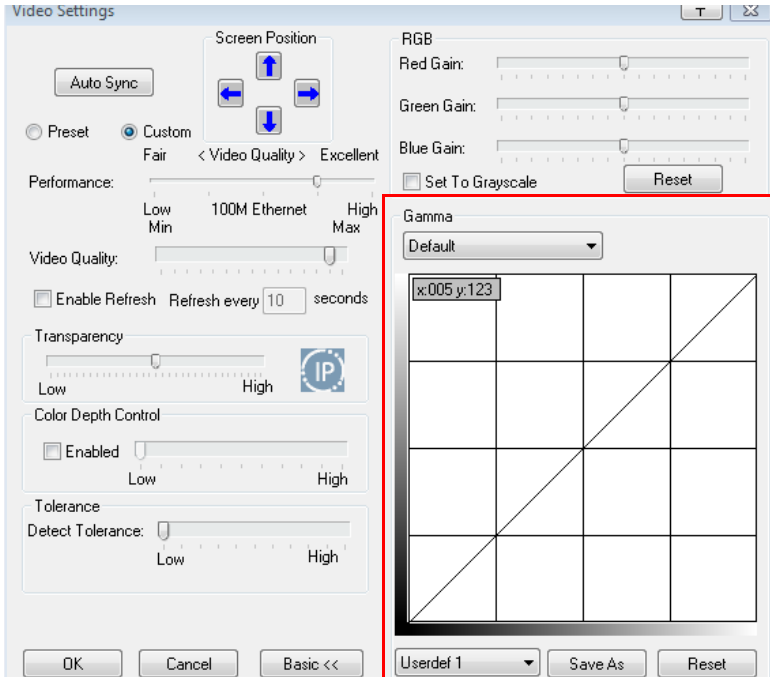 Video Settings
T
Screen Position
Auto Sync
Preset
Custom
Fair < Video Quality > Excellent
Performance:
Low 100M Ethernet High
Min Max
Video Quality:
Enable Refresh Refresh every 10 seconds
Transparency
Low High
IP
Color Depth Control
Enabled
Low High
Tolerance
Detect Tolerance:
Low High
OK Cancel Basic <<
RGB
Red Gain:
Green Gain:
Blue Gain:
Set To Grayscale Reset
Gamma
Default
x:005 y:123
Userdef 1 Save As Reset